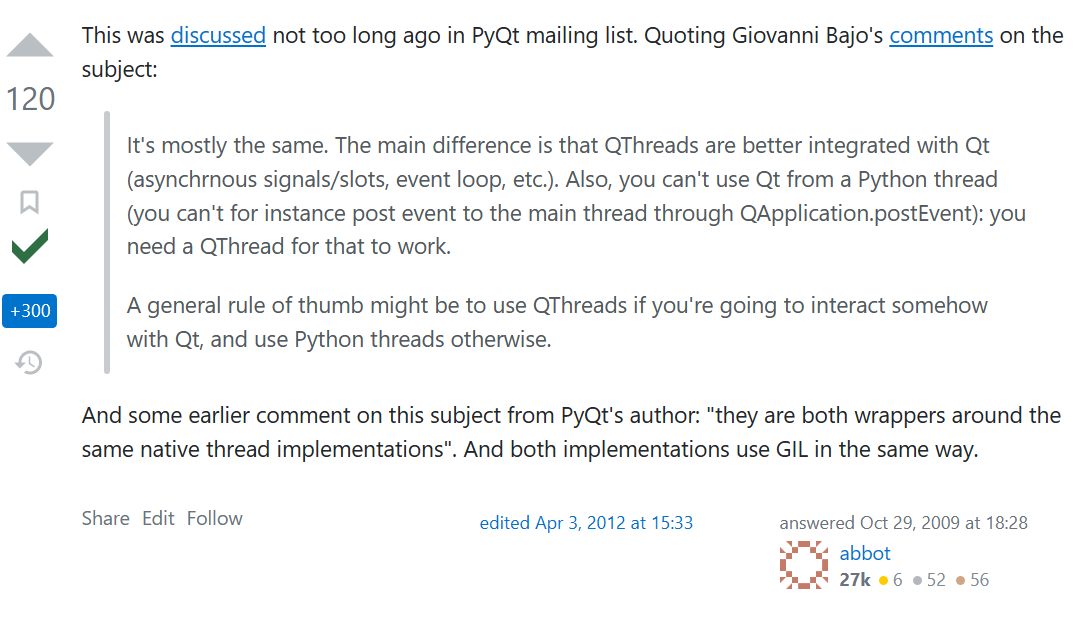 This was discussed not too long ago in PyQt mailing list. Quoting Giovanni Bajo's comments on the
subject:
120
It's mostly the same. The main difference is that QThreads are better integrated with Qt
(asynchrnous signals/slots, event loop, etc.). Also, you can't use Qt from a Python thread
(you can't for instance post event to the main thread through QApplication.postEvent): you
need a QThread for that to work.
+300
A general rule of thumb might be to use QThreads if you're going to interact somehow
with Qt, and use Python threads otherwise.
And some earlier comment on this subject from PyQt's author: "they are both wrappers around the
same native thread implementations". And both implementations use GIL in the same way.
Share Edit Follow
edited Apr 3, 2012 at 15:33
answered Oct 29, 2009 at 18:28
abbot
27k 6 52 56